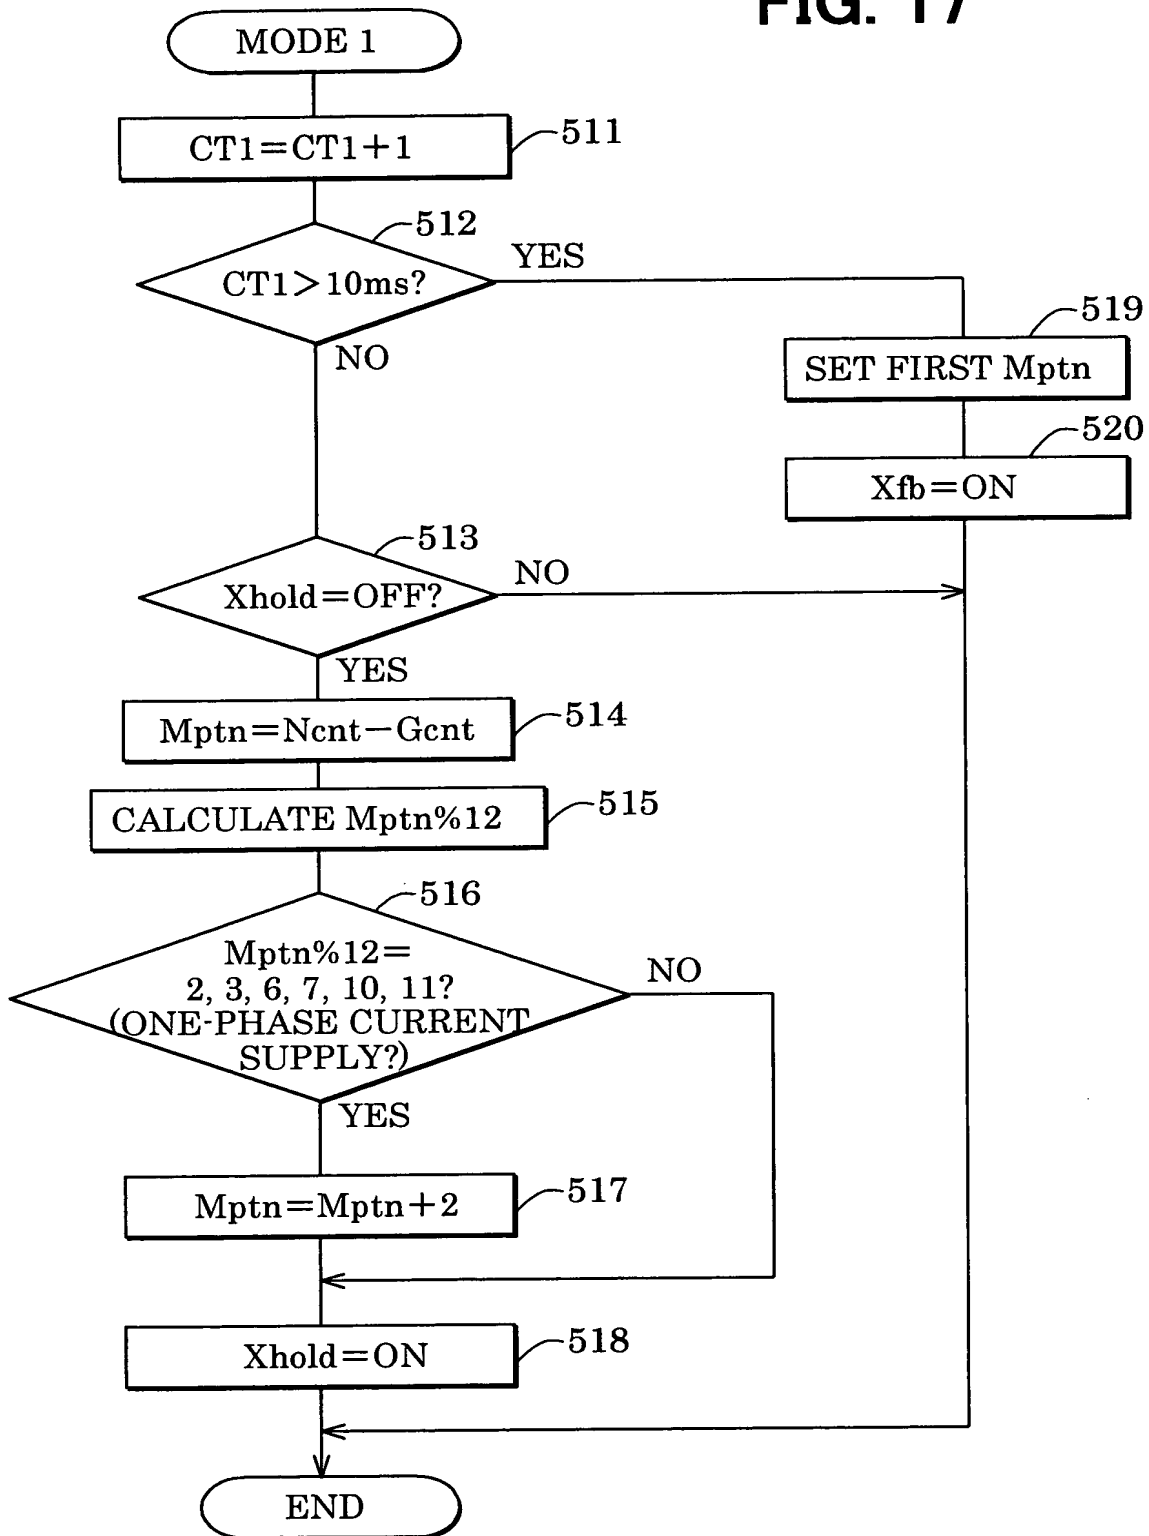 FIG. 17
MODE 1
CT1=CT1+1
511
512
CT1>10ms?
YES
NO
519
SET FIRST Mptn
520
Xfb=ON
513
Xhold=OFF?
NO
YES
Mptn=Ncnt-Gcnt
514
CALCULATE Mptn%12
515
516
Mptn%12=
2, 3, 6, 7, 10, 11?
(ONE-PHASE CURRENT
SUPPLY?)
NO
YES
Mptn=Mptn+2
517
Xhold=ON
518
END